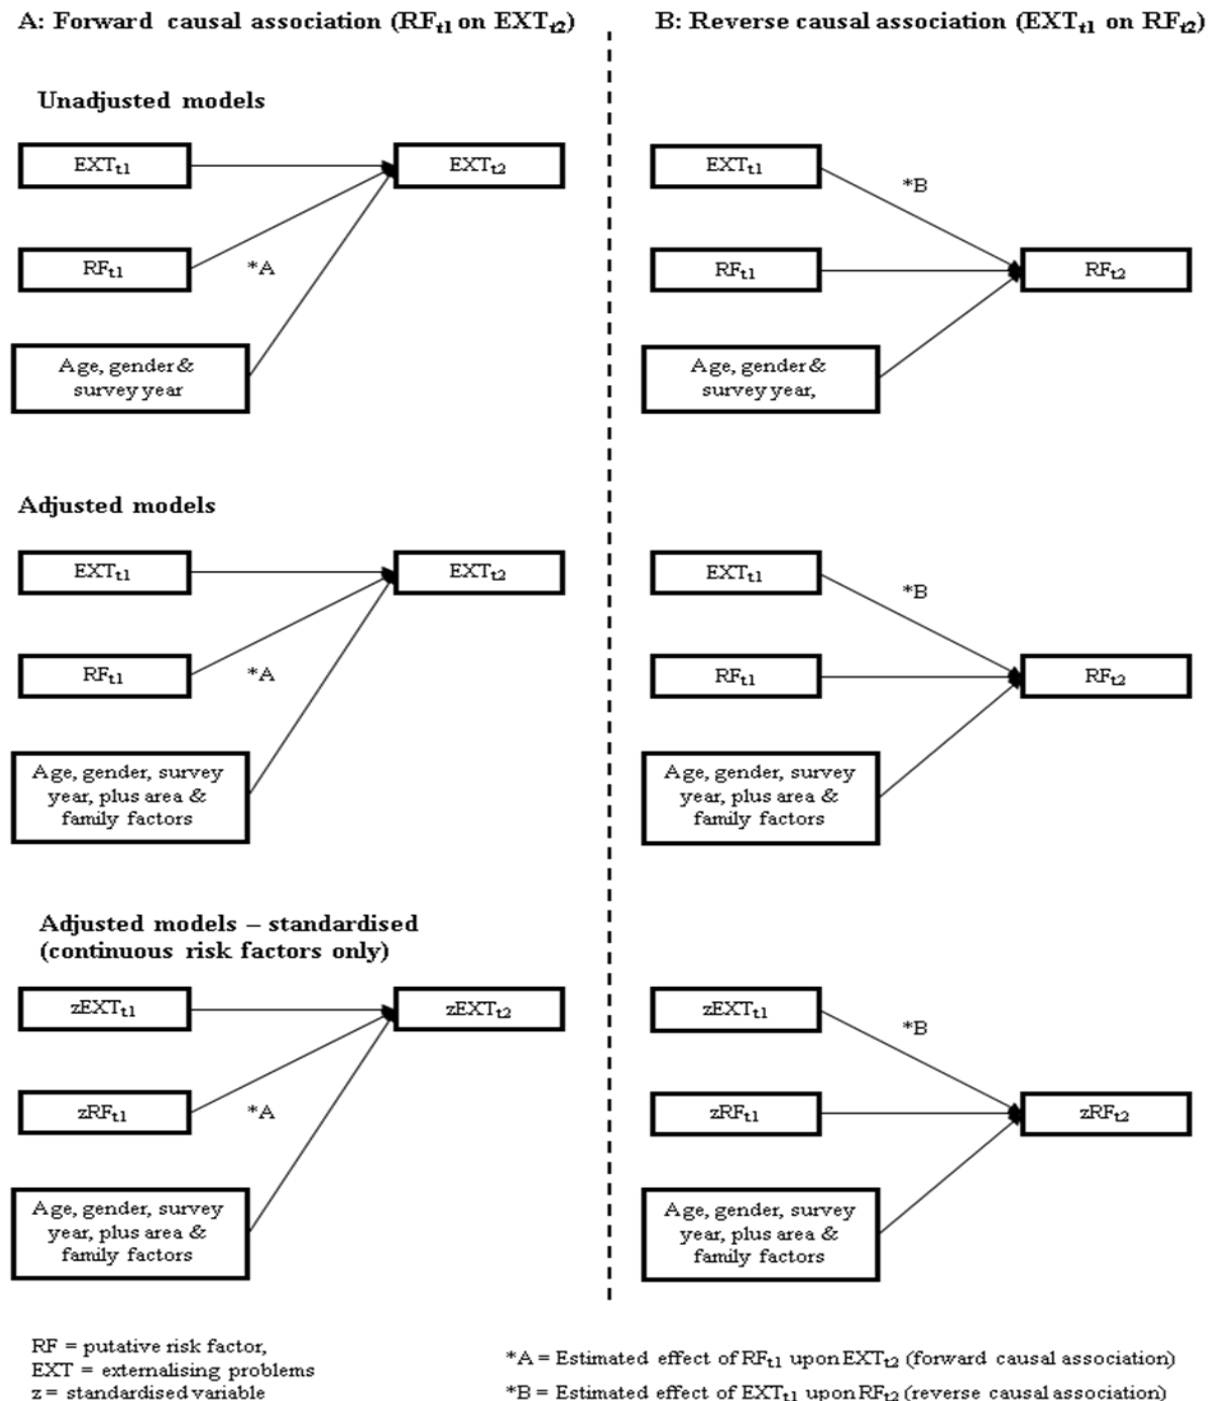 A: Forward causal association (RFt1 on EXTt2)
Unadjusted models
EXTt1
EXTt2
RFt1
*A
Age, gender &
survey year
Adjusted models
EXTt1
EXTt2
RFt1
*A
Age, gender, survey
year, plus area &
family factors
Adjusted models – standardised
(continuous risk factors only)
zEXTt1
zEXTt2
zRFt1
*A
Age, gender, survey
year, plus area &
family factors
B: Reverse causal association (EXTt1 on RFt2)
EXTt1
*B
RFt1
RFt2
Age, gender &
survey year,
EXTt1
*B
RFt1
RFt2
Age, gender, survey
year, plus area &
family factors
zEXTt1
*B
zRFt1
zRFt2
Age, gender, survey
year, plus area &
family factors
RF = putative risk factor,
EXT = externalising problems
z = standardised variable
*A = Estimated effect of RFt1 upon EXTt2 (forward causal association)
*B = Estimated effect of EXTt1 upon RFt2 (reverse causal association)